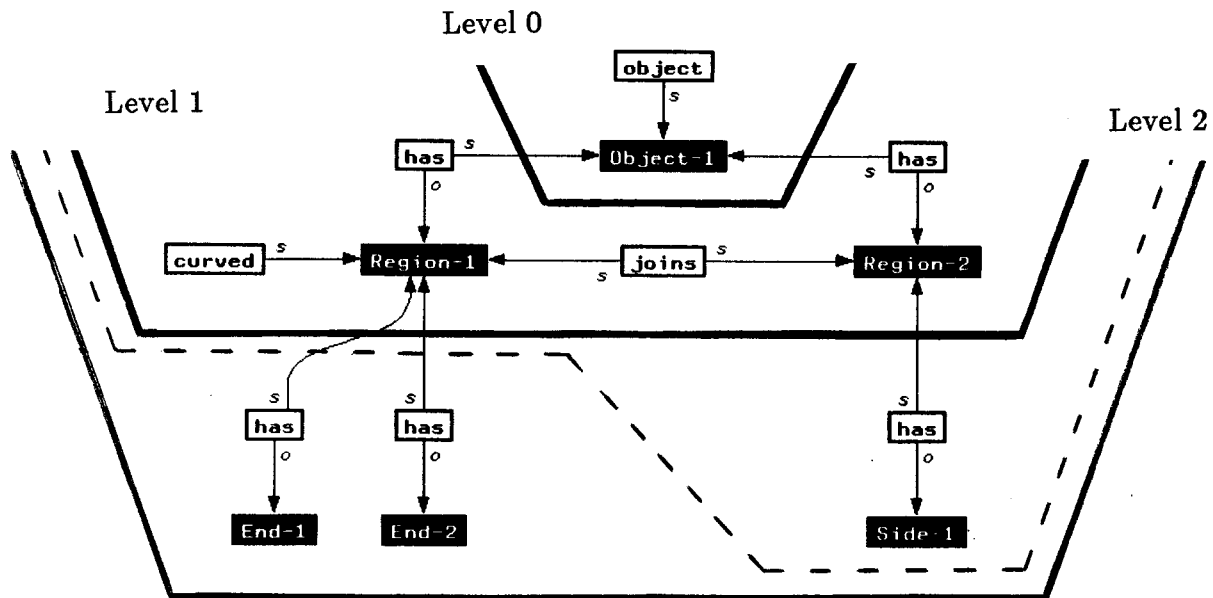 Level 0
object
s
Level 1
Level 2
has
s
Object-1
s
has
o
o
curved
s
Region-1
s
joins
s
Region-2
s
s
s
has
has
has
o
o
o
End-1
End-2
Side-1